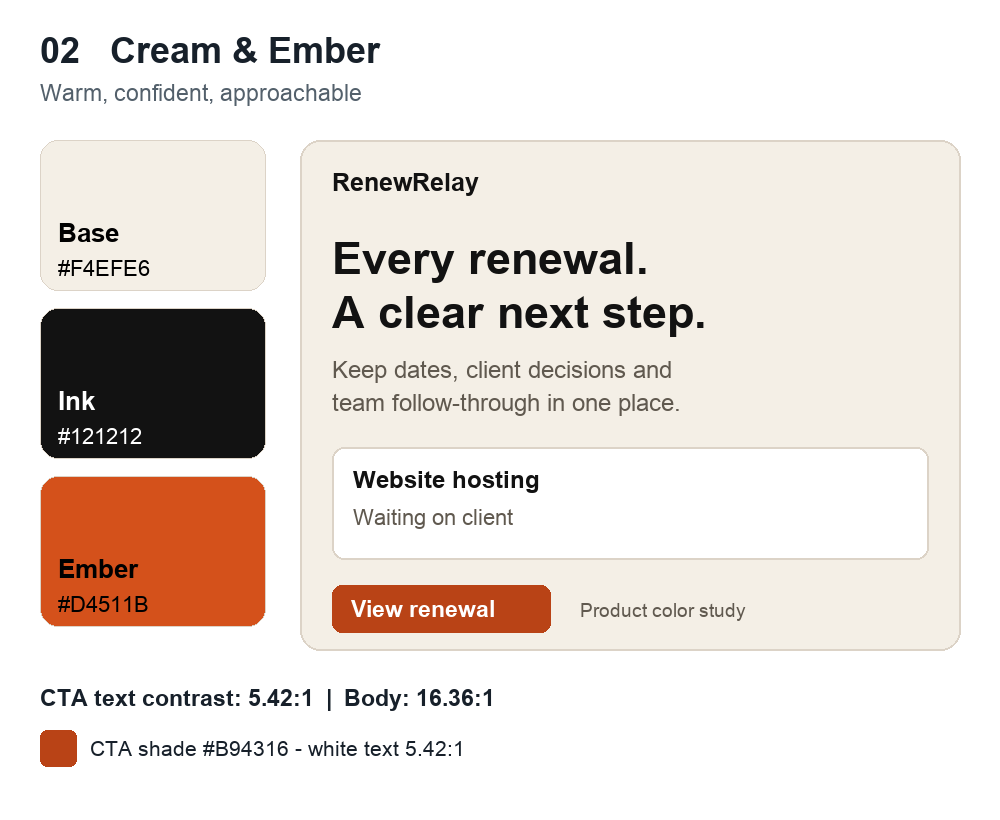 02 Cream & Ember
Warm, confident, approachable
Base
#F4EFE6
Ink
#121212
Ember
#D4511B
RenewRelay
Every renewal.
A clear next step.
Keep dates, client decisions and
team follow-through in one place.
Website hosting
Waiting on client
View renewal
Product color study
CTA text contrast: 5.42:1 | Body: 16.36:1
CTA shade #B94316 - white text 5.42:1